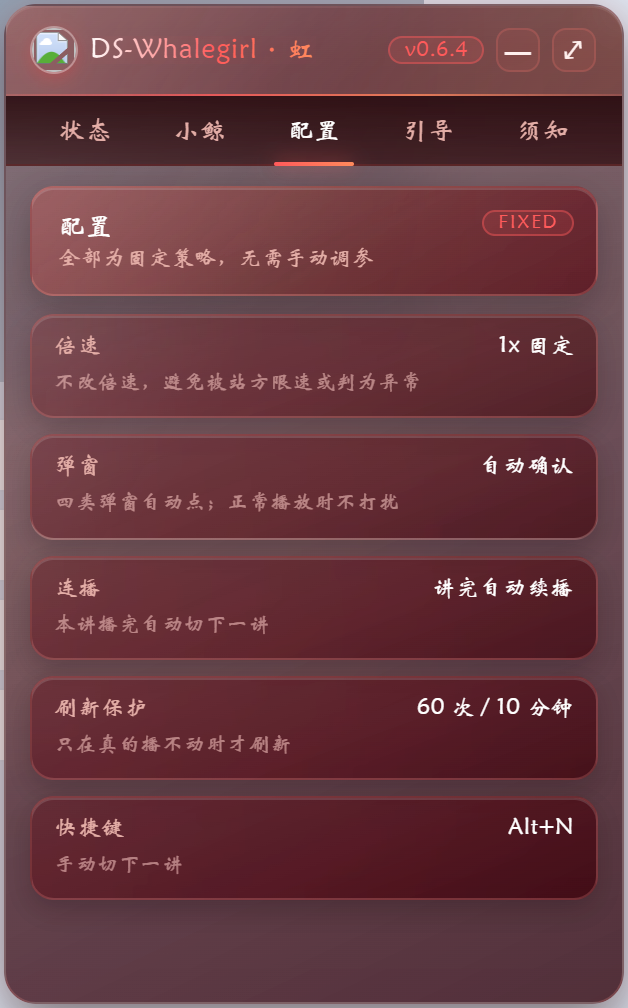 DS-Whalegirl · 虹
v0.6.4
状态 小鲸 配置 引导 须知
配置
FIXED
全部为固定策略，无需手动调参
倍速
1x 固定
不改倍速，避免被站方限速或判为异常
弹窗
自动确认
四类弹窗自动点；正常播放时不打扰
连播
讲完自动续播
本讲播完自动切下一讲
刷新保护
60 次 / 10 分钟
只在真的播不动时才刷新
快捷键
Alt+N
手动切下一讲